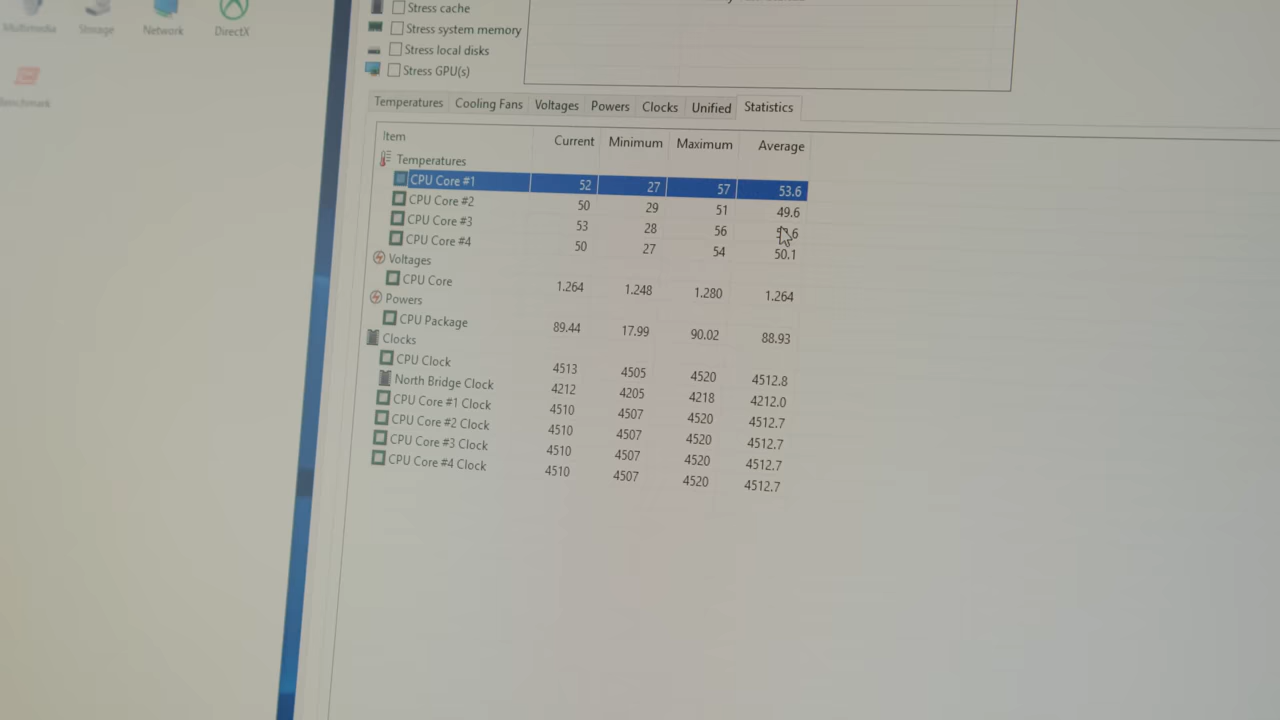 Multimedia Storage Network DirectX
Stress cache
Stress system memory
Stress local disks
Stress GPU(s)
Temperatures Cooling Fans Voltages Powers Clocks Unified Statistics
Item Current Minimum Maximum Average
Temperatures
CPU Core #1 52 27 57 53.6
CPU Core #2 50 29 51 49.6
CPU Core #3 53 28 56
CPU Core #4 50 27 54 50.1
Voltages
CPU Core 1.264 1.248 1.280 1.264
Powers
CPU Package 89.44 17.99 90.02 88.93
Clocks
CPU Clock 4513 4505 4520 4512.8
North Bridge Clock 4212 4205 4218 4212.0
CPU Core #1 Clock 4510 4507 4520 4512.7
CPU Core #2 Clock 4510 4507 4520 4512.7
CPU Core #3 Clock 4510 4507 4520 4512.7
CPU Core #4 Clock 4510 4507 4520 4512.7